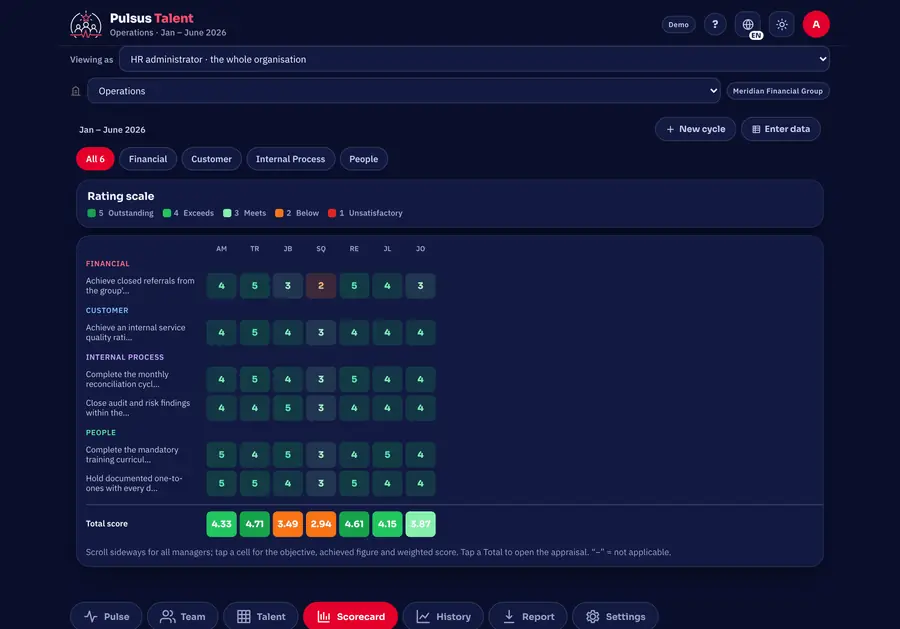 Pulsus Talent
Operations · Jan – June 2026
Demo
?
EN
A
Viewing as
HR administrator · the whole organisation
Operations
Meridian Financial Group
Jan – June 2026
+ New cycle
Enter data
All 6
Financial
Customer
Internal Process
People
Rating scale
5 Outstanding
4 Exceeds
3 Meets
2 Below
1 Unsatisfactory
AM TR JB SQ RE JL JO
FINANCIAL
Achieve closed referrals from
the group'...
4 5 3 2 5 4 3
CUSTOMER
Achieve an internal service
quality rati...
4 5 4 3 4 4 4
INTERNAL PROCESS
Complete the monthly
reconciliation cycl...
4 5 4 3 5 4 4
Close audit and risk findings
within the...
4 4 5 3 4 4 4
PEOPLE
Complete the mandatory
training curricul...
5 4 5 3 4 5 4
Hold documented one-to-
ones with every d...
5 5 4 3 5 4 4
Total score
4.33 4.71 3.49 2.94 4.61 4.15 3.87
Scroll sideways for all managers; tap a cell for the objective, achieved figure and weighted score. Tap a Total to open the appraisal. "–" = not applicable.
Pulse
Team
Talent
Scorecard
History
Report
Settings